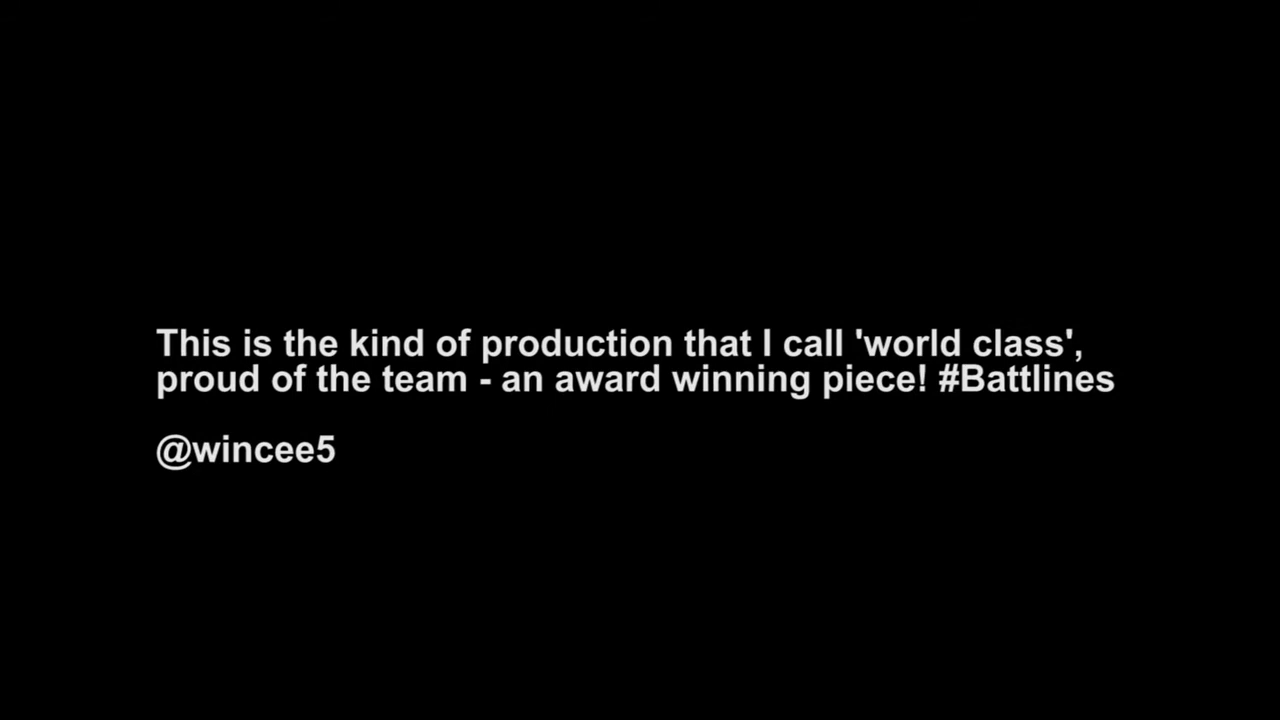 This is the kind of production that I call 'world class',
proud of the team - an award winning piece! #Battlines
@wincee5